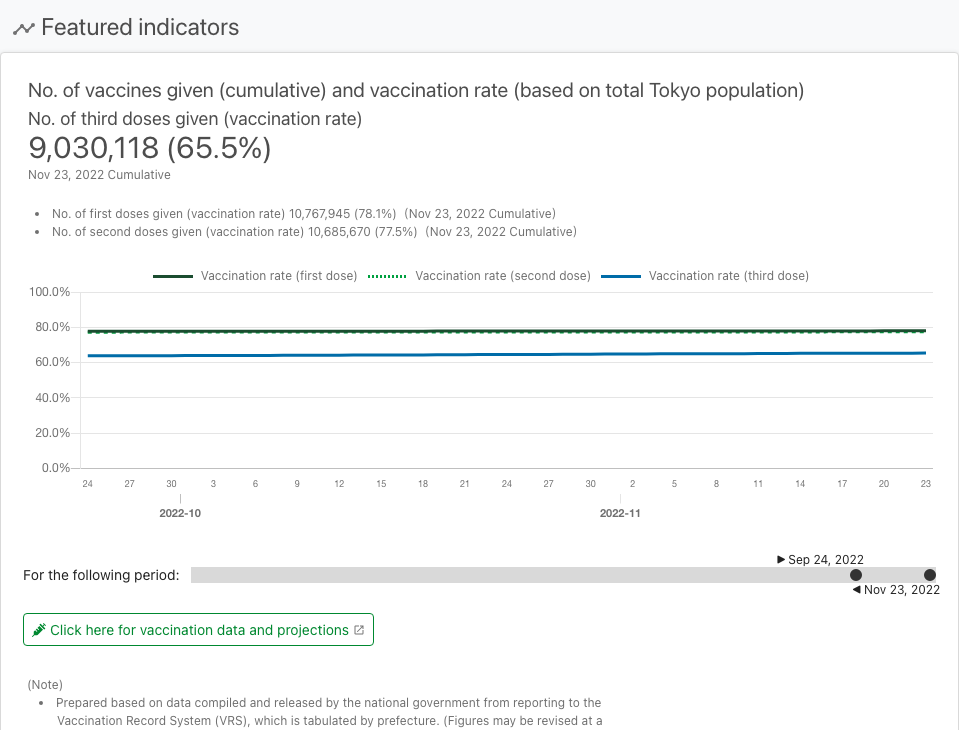 Featured indicators
No. of vaccines given (cumulative) and vaccination rate (based on total Tokyo population)
No. of third doses given (vaccination rate)
9,030,118 (65.5%)
Nov 23, 2022 Cumulative
• No. of first doses given (vaccination rate) 10,767,945 (78.1%) (Nov 23, 2022 Cumulative)
• No. of second doses given (vaccination rate) 10,685,670 (77.5%) (Nov 23, 2022 Cumulative)
Vaccination rate (first dose) Vaccination rate (second dose) Vaccination rate (third dose)
100.0%
80.0%
60.0%
40.0%
20.0%
0.0%
24 27 30 3 6 9 12 15 18 21 24 27 30 2 5 8 11 14 17 20 23
2022-10 2022-11
▶ Sep 24, 2022
For the following period:
◀ Nov 23, 2022
Click here for vaccination data and projections
(Note)
• Prepared based on data compiled and released by the national government from reporting to the
Vaccination Record System (VRS), which is tabulated by prefecture. (Figures may be revised at a